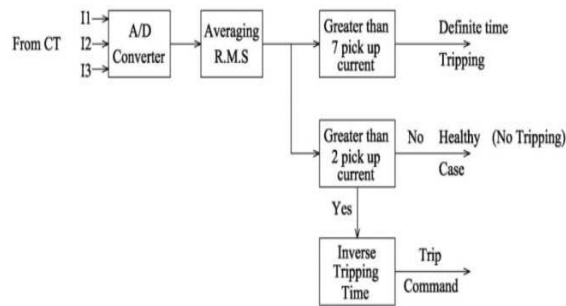 From CT
I1
I2
I3
A/D
Converter
Averaging
R.M.S
Greater than
7 pick up
current
Definite time
Tripping
Greater than
2 pick up
current
No Healthy (No Tripping)
Case
Yes
Inverse
Tripping
Time
Trip
Command